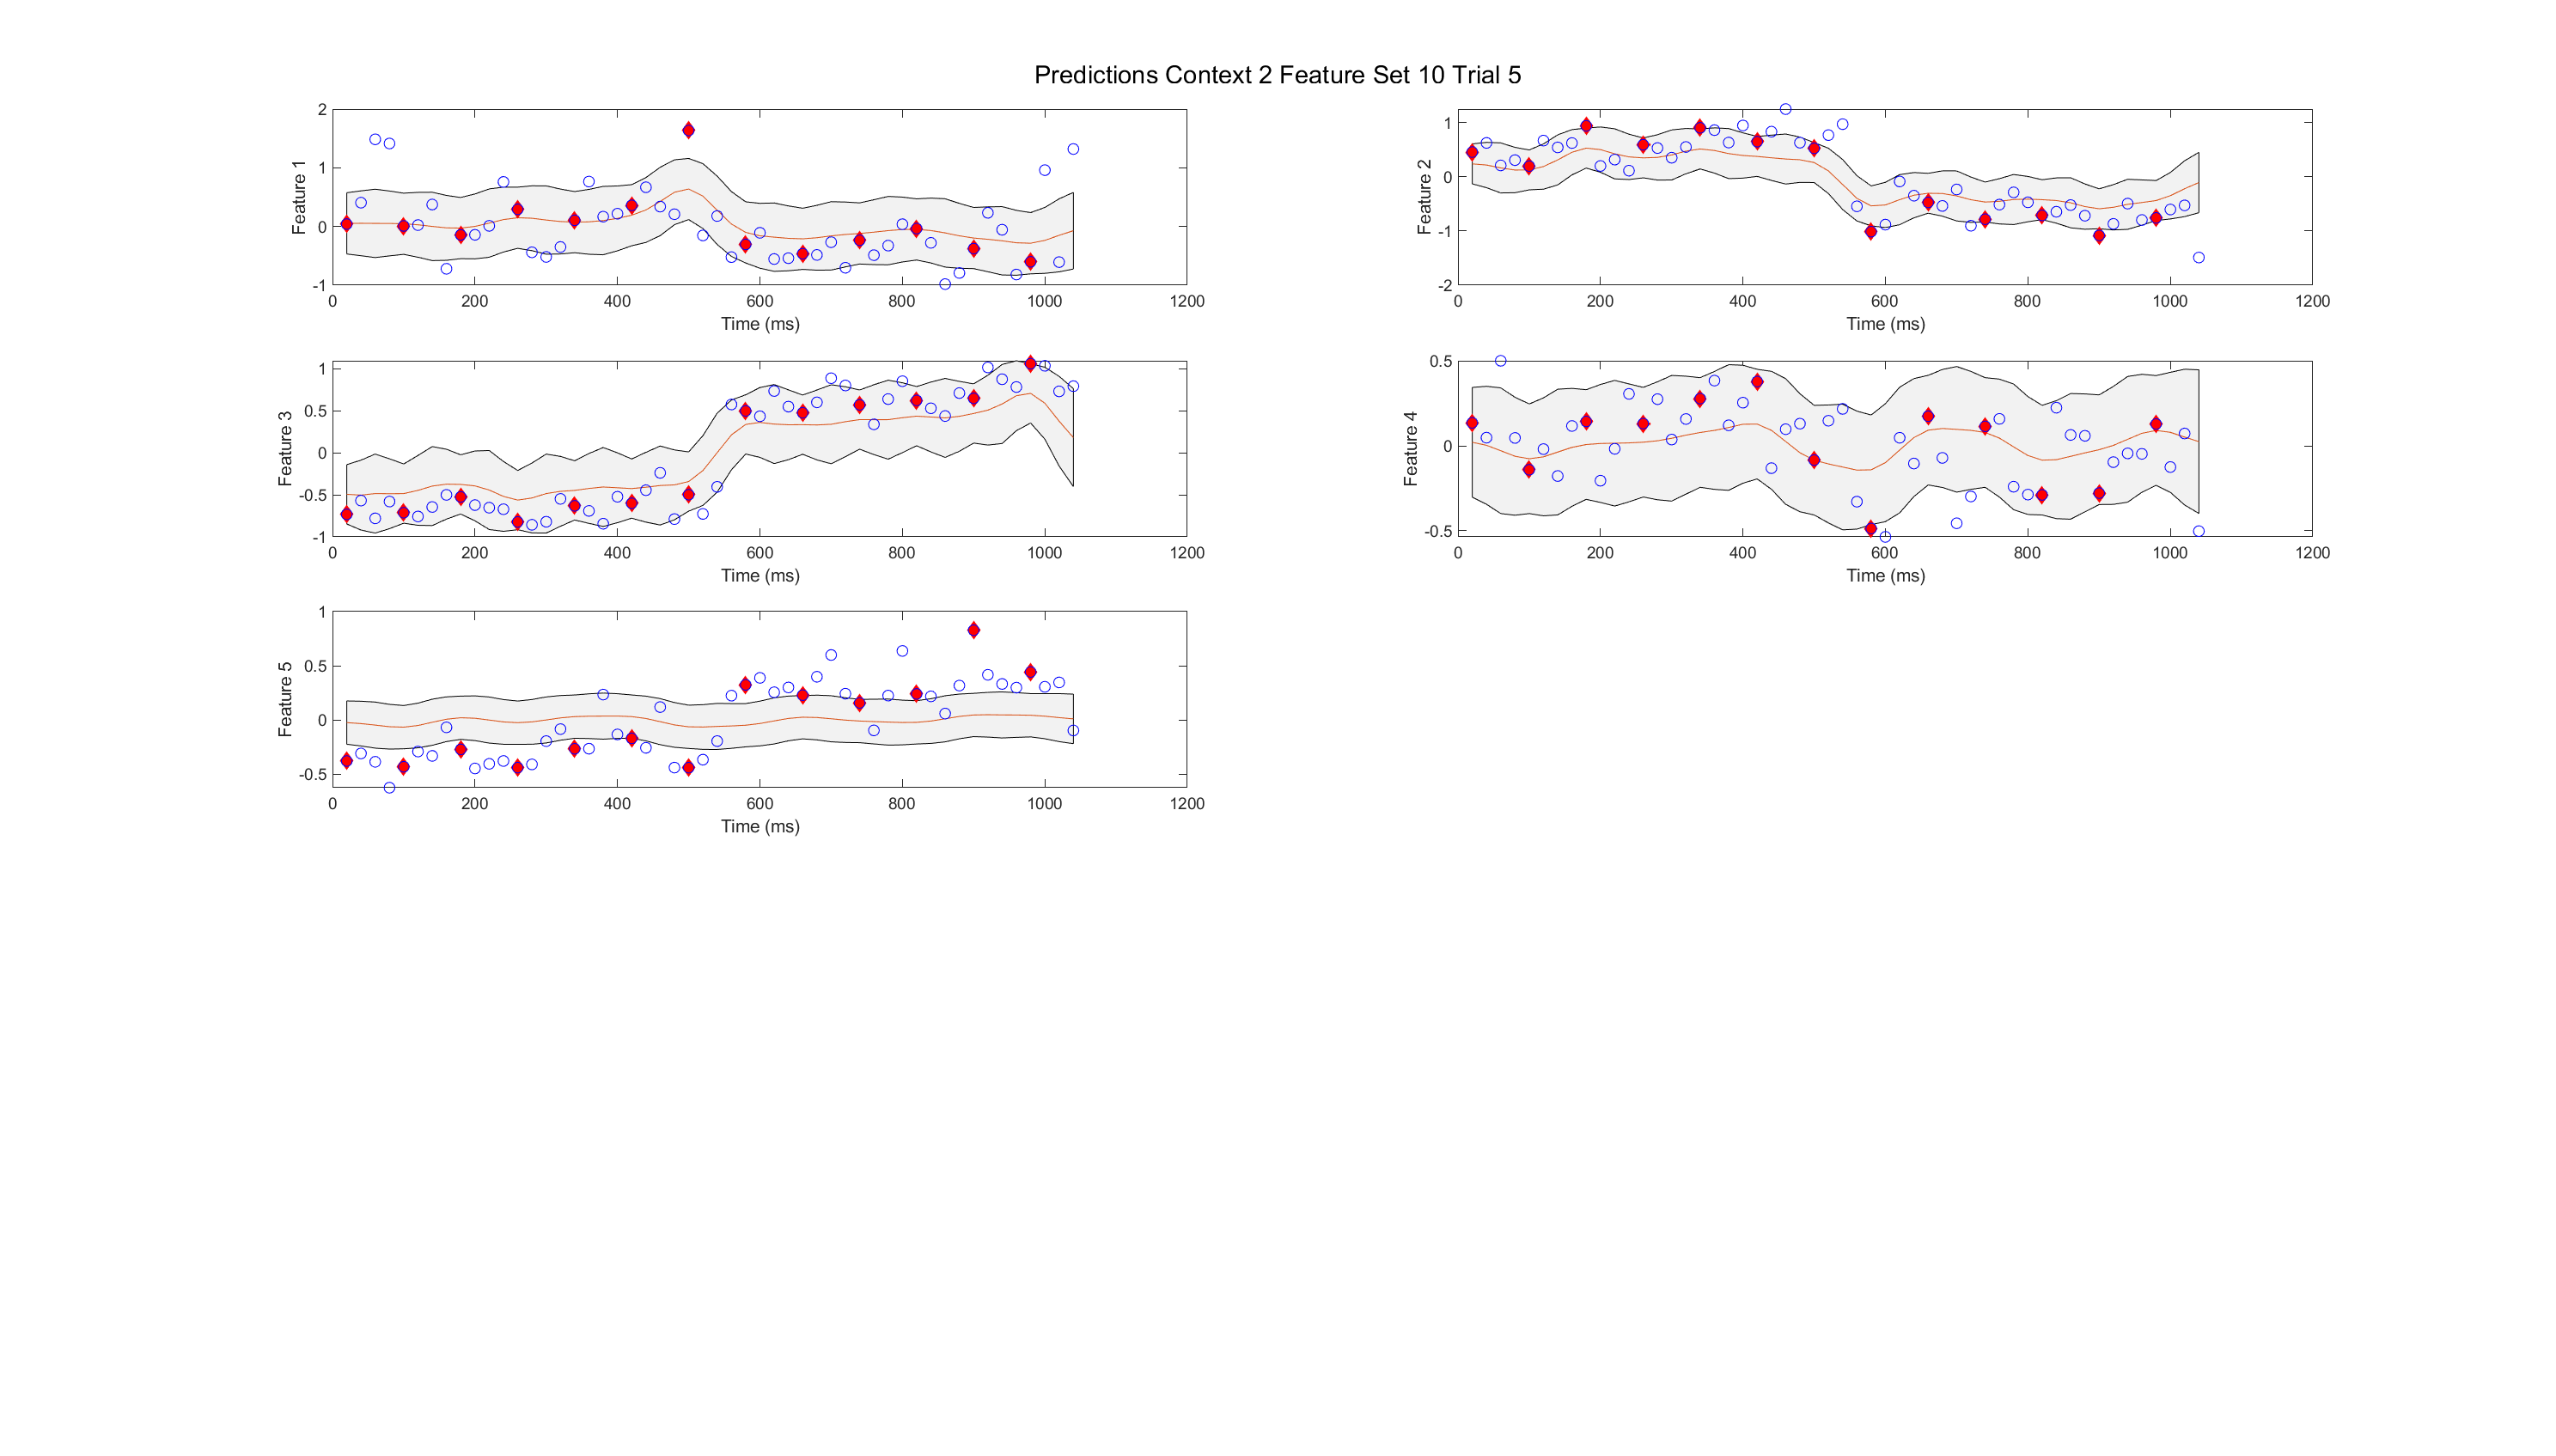 Predictions Context 2 Feature Set 10 Trial 5
2
1
0
-1
Feature 1
0 200 400 600 800 1000 1200
Time (ms)
1
0
-1
-2
Feature 2
0 200 400 600 800 1000 1200
Time (ms)
1
0.5
0
-0.5
-1
Feature 3
0 200 400 600 800 1000 1200
Time (ms)
0.5
0
-0.5
Feature 4
0 200 400 600 800 1000 1200
Time (ms)
1
0.5
0
-0.5
Feature 5
0 200 400 600 800 1000 1200
Time (ms)